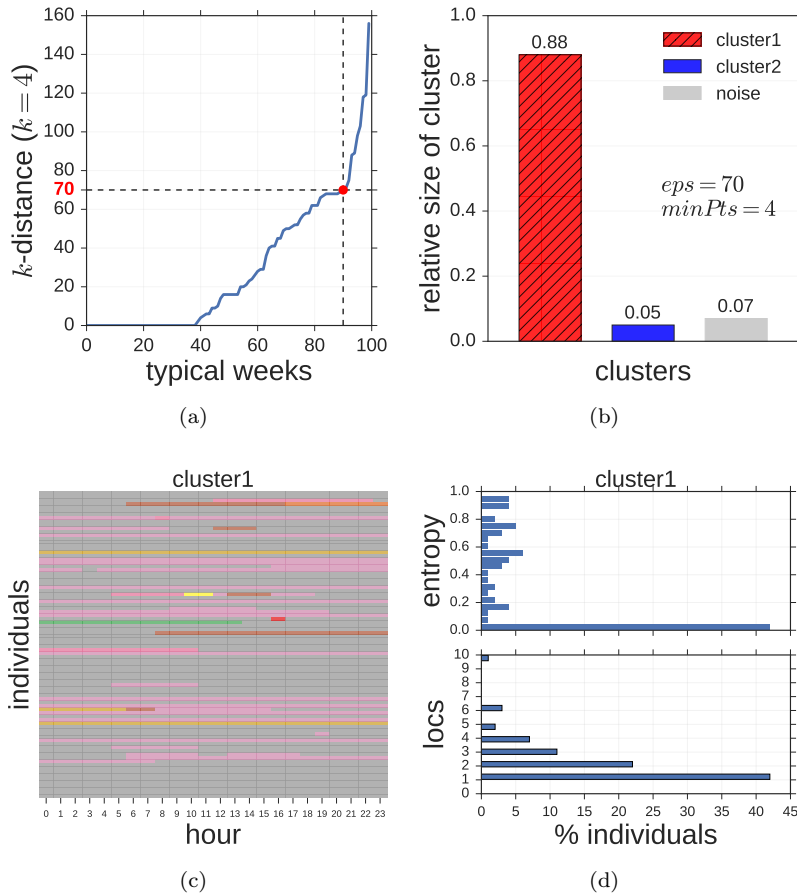 160
140
120
100
80
70
60
40
20
0
k-distance (k = 4)
0 20 40 60 80 100
typical weeks
(a)
1.0
0.8
0.6
0.4
0.2
0.0
relative size of cluster
0.88
0.05
0.07
cluster1
cluster2
noise
eps = 70
minPts = 4
clusters
(b)
cluster1
individuals
0 1 2 3 4 5 6 7 8 9 10 11 12 13 14 15 16 17 18 19 20 21 22 23
hour
(c)
cluster1
1.0
0.8
0.6
0.4
0.2
0.0
entropy
10
9
8
7
6
5
4
3
2
1
0
locs
0 5 10 15 20 25 30 35 40 45
% individuals
(d)